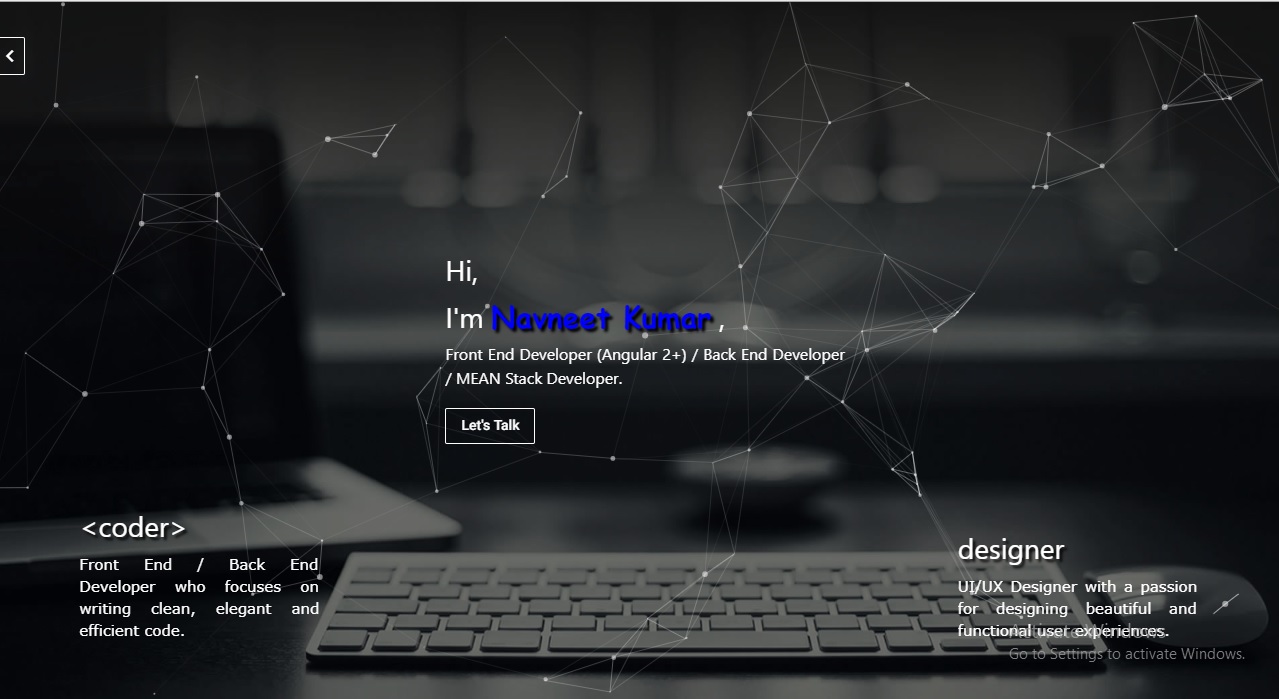 Hi,
I'm Navneet Kumar ,
Front End Developer (Angular 2+) / Back End Developer
/ MEAN Stack Developer.
Let's Talk
<coder>
Front End / Back End
Developer who focuses on
writing clean, elegant and
efficient code.
designer
UI/UX Designer with a passion
for designing beautiful and
functional user experiences.
Activate Windows
Go to Settings to activate Windows.